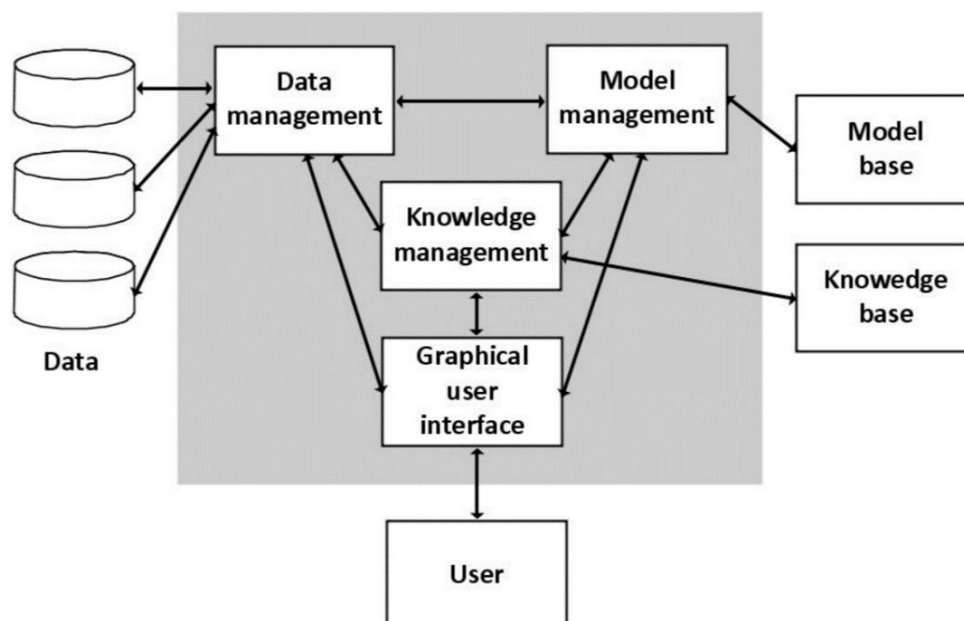 Data
management
Model
management
Model
base
Knowledge
management
Knowedge
base
Data
Graphical
user
interface
User